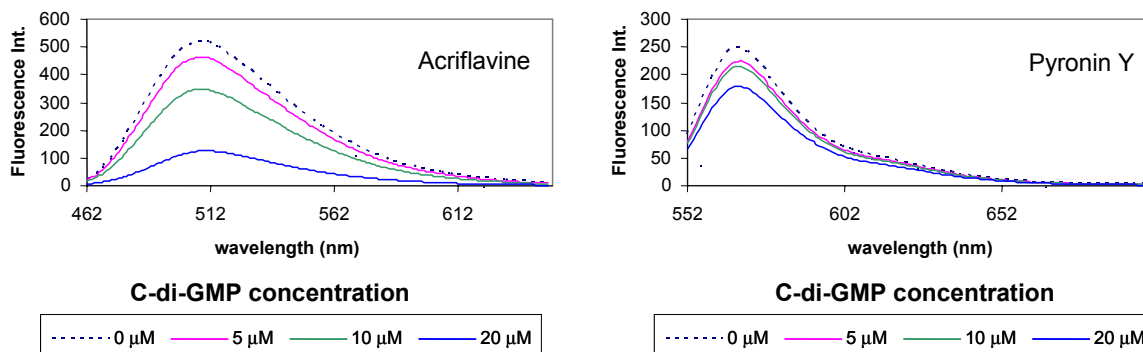 600
500
400
300
200
100
0
Fluorescence Int.
Acriflavine
462 512 562 612
wavelength (nm)
C-di-GMP concentration
0 μM 5 μM 10 μM 20 μM
300
250
200
150
100
50
0
Fluorescence Int.
Pyronin Y
552 602 652
wavelength (nm)
C-di-GMP concentration
0 μM 5 μM 10 μM 20 μM